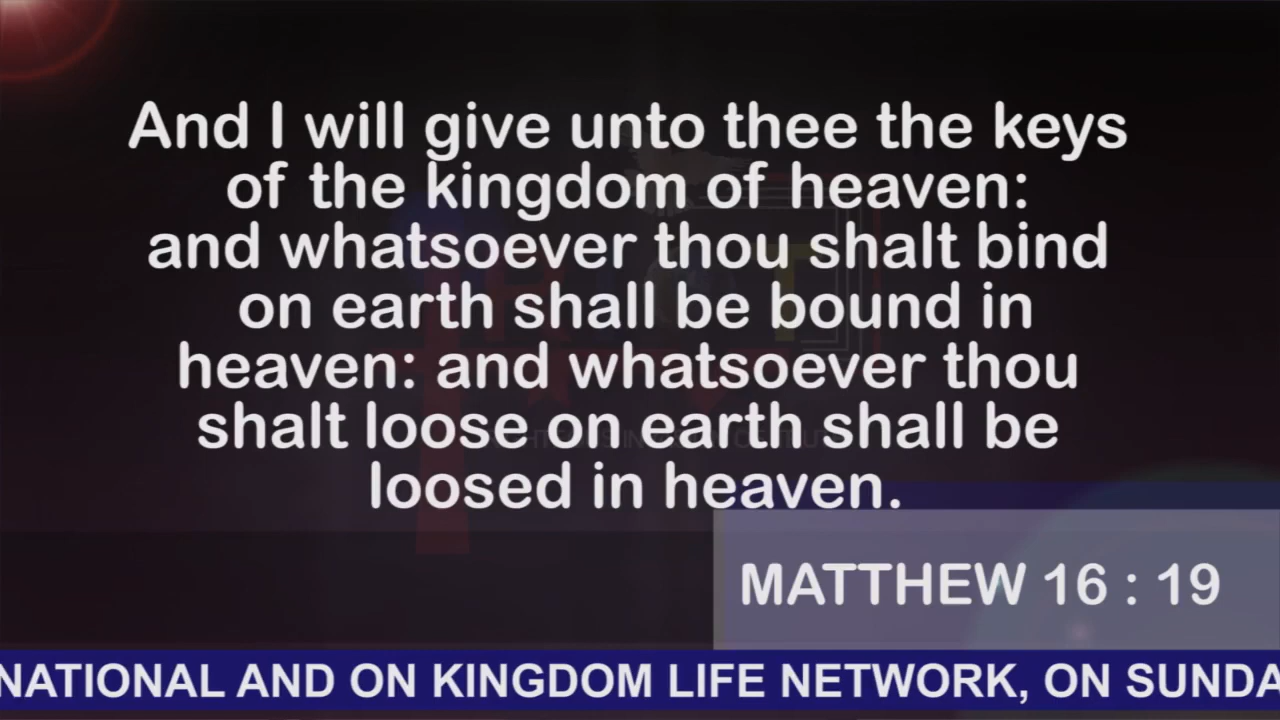 And I will give unto thee the keys
of the kingdom of heaven:
and whatsoever thou shalt bind
on earth shall be bound in
heaven: and whatsoever thou
shalt loose on earth shall be
loosed in heaven.
MATTHEW 16 : 19
NATIONAL AND ON KINGDOM LIFE NETWORK, ON SUNDA